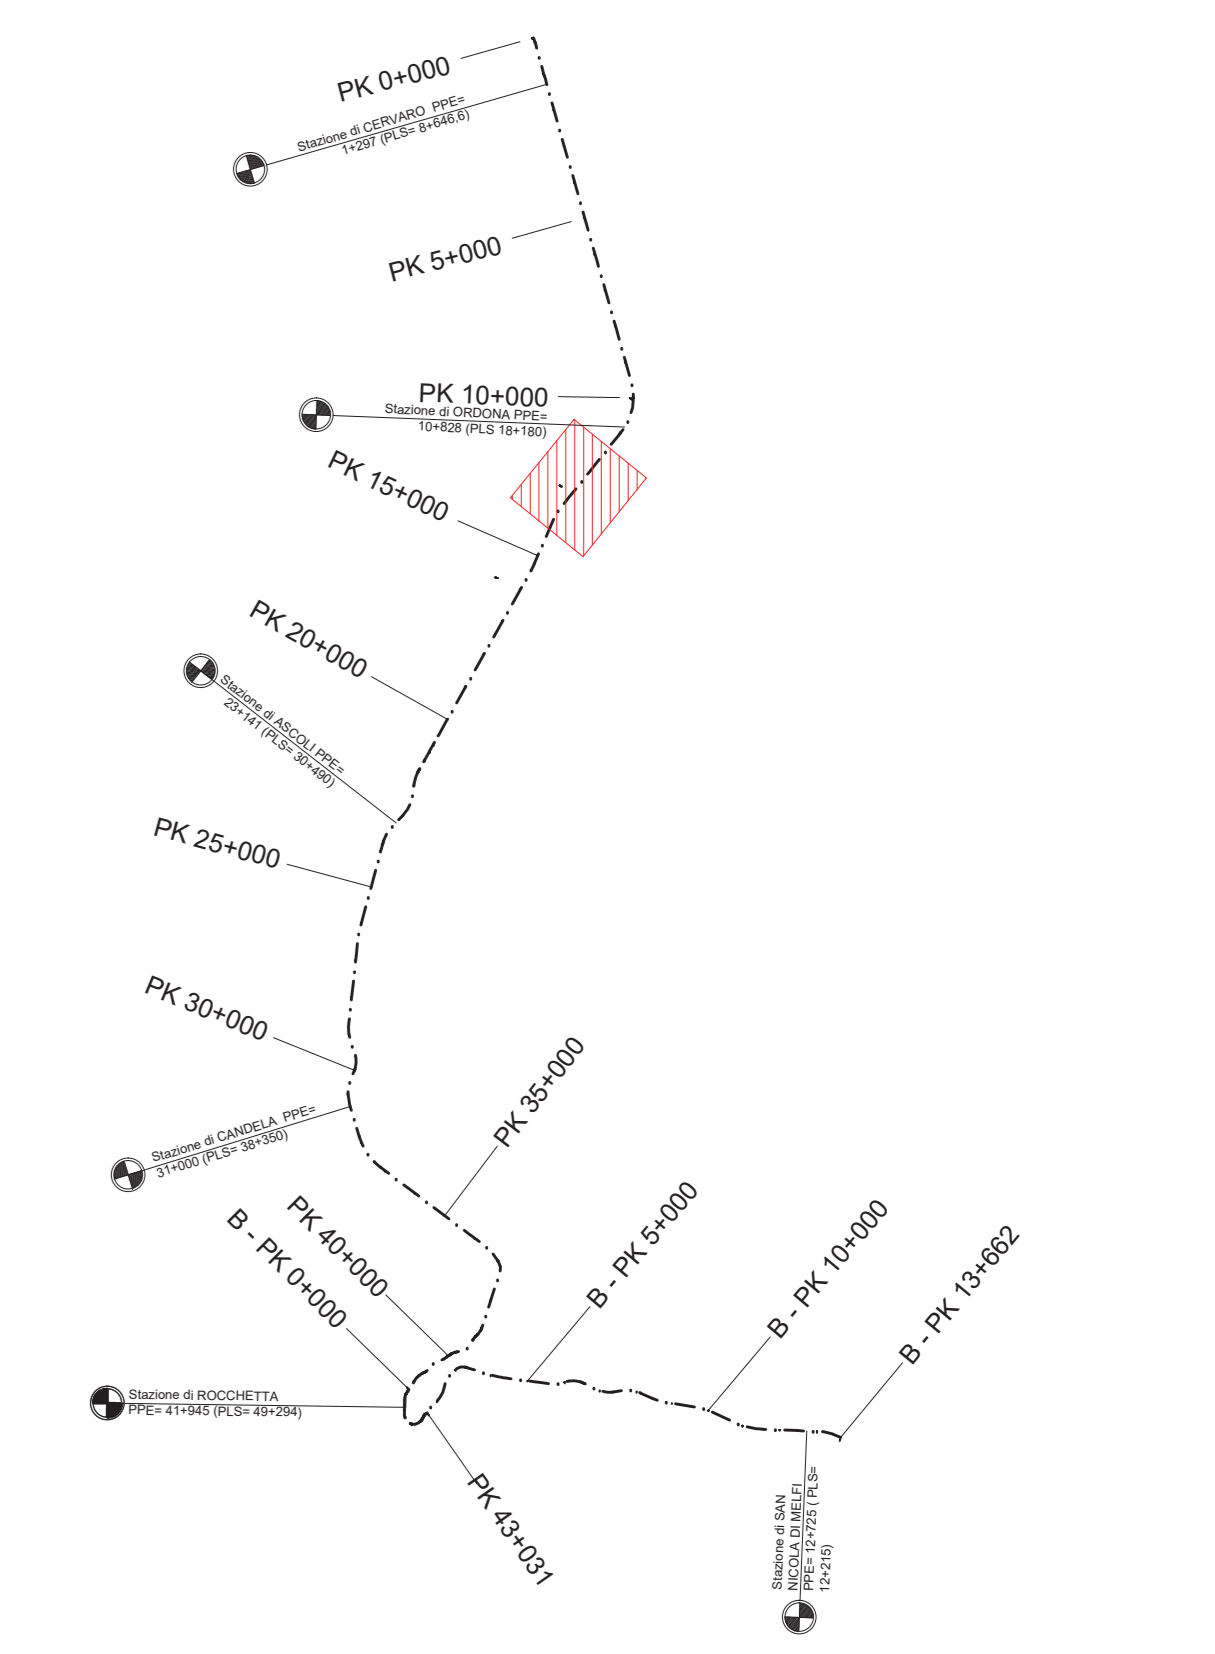 PK 0+000
Stazione di CERVARO PPE=
1+297 (PLS= 8+646,6)
PK 5+000
PK 10+000
Stazione di ORDONA PPE=
10+828 (PLS 18+180)
PK 15+000
PK 20+000
Stazione di ASCOLI PPE=
23+141 (PLS= 30+490)
PK 25+000
PK 30+000
PK 35+000
Stazione di CANDELA PPE=
31+000 (PLS= 38+350)
PK 40+000
B - PK 0+000
B - PK 5+000
B - PK 10+000
B - PK 13+662
Stazione di ROCCHETTA
PPE= 41+945 (PLS= 49+294)
PK 43+031
Stazione di SAN
NICOLA DI MELFI
PPE= 12+725 ( PLS=
12+215)